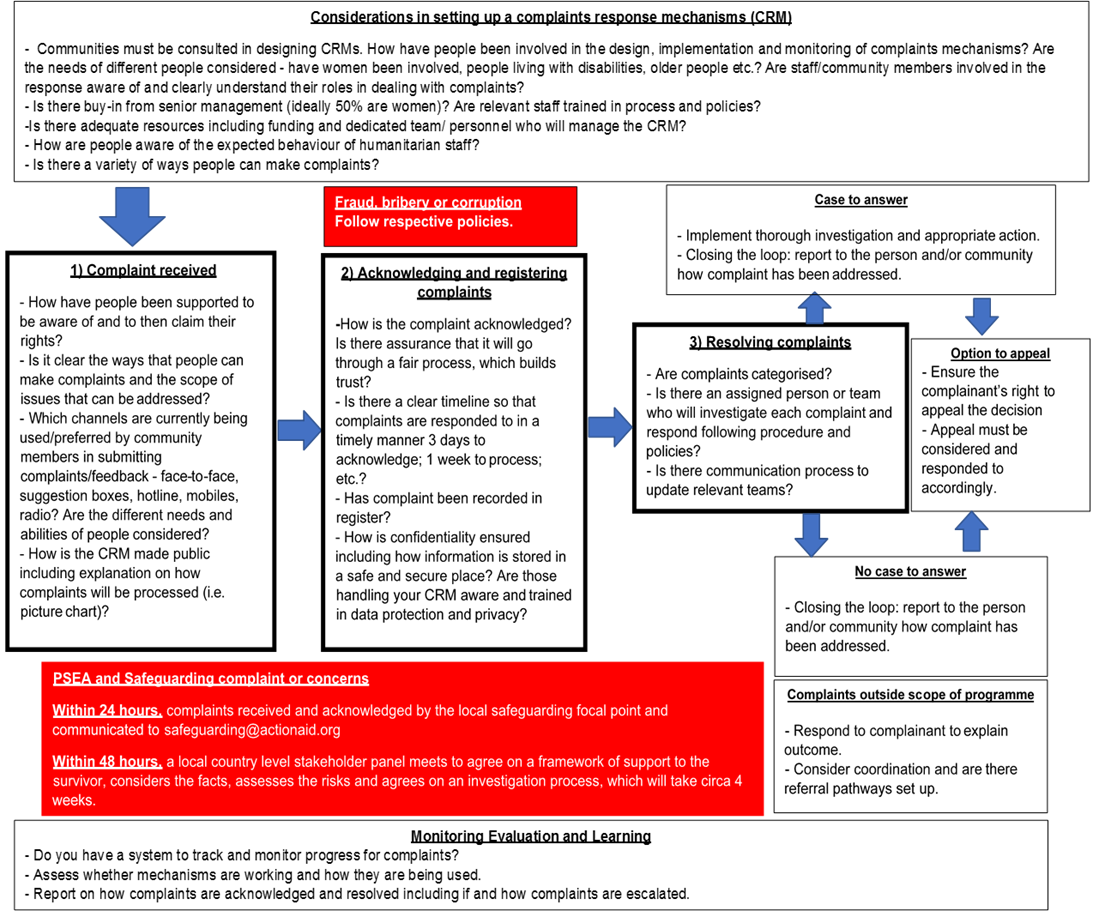 Considerations in setting up a complaints response mechanisms (CRM)
- Communities must be consulted in designing CRMs. How have people been involved in the design, implementation and monitoring of complaints mechanisms? Are
the needs of different people considered - have women been involved, people living with disabilities, older people etc.? Are staff/community members involved in the
response aware of and clearly understand their roles in dealing with complaints?
- Is there buy-in from senior management (ideally 50% are women)? Are relevant staff trained in process and policies?
-Is there adequate resources including funding and dedicated team/ personnel who will manage the CRM?
- How are people aware of the expected behaviour of humanitarian staff?
- Is there a variety of ways people can make complaints?
Fraud, bribery or corruption
Follow respective policies.
1) Complaint received
- How have people been supported to
be aware of and to then claim their
rights?
- Is it clear the ways that people can
make complaints and the scope of
issues that can be addressed?
- Which channels are currently being
used/preferred by community
members in submitting
complaints/feedback - face-to-face,
suggestion boxes, hotline, mobiles,
radio? Are the different needs and
abilities of people considered?
- How is the CRM made public
including explanation on how
complaints will be processed (i.e.
picture chart)?
2) Acknowledging and registering
complaints
-How is the complaint acknowledged?
Is there assurance that it will go
through a fair process, which builds
trust?
- Is there a clear timeline so that
complaints are responded to in a
timely manner 3 days to
acknowledge; 1 week to process;
etc.?
- Has complaint been recorded in
register?
- How is confidentiality ensured
including how information is stored in
a safe and secure place? Are those
handling your CRM aware and trained
in data protection and privacy?
3) Resolving complaints
- Are complaints categorised?
- Is there an assigned person or team
who will investigate each complaint and
respond following procedure and
policies?
- Is there communication process to
update relevant teams?
Case to answer
- Implement thorough investigation and appropriate action.
- Closing the loop: report to the person and/or community
how complaint has been addressed.
Option to appeal
- Ensure the
complainant's right to
appeal the decision
- Appeal must be
considered and
responded to
accordingly.
No case to answer
- Closing the loop: report to the person
and/or community how complaint has
been addressed.
Complaints outside scope of programme
- Respond to complainant to explain
outcome.
- Consider coordination and are there
referral pathways set up.
PSEA and Safeguarding complaint or concerns
Within 24 hours, complaints received and acknowledged by the local safeguarding focal point and
communicated to safeguarding@actionaid.org
Within 48 hours, a local country level stakeholder panel meets to agree on a framework of support to the
survivor, considers the facts, assesses the risks and agrees on an investigation process, which will take circa 4
weeks.
Monitoring Evaluation and Learning
- Do you have a system to track and monitor progress for complaints?
- Assess whether mechanisms are working and how they are being used.
- Report on how complaints are acknowledged and resolved including if and how complaints are escalated.